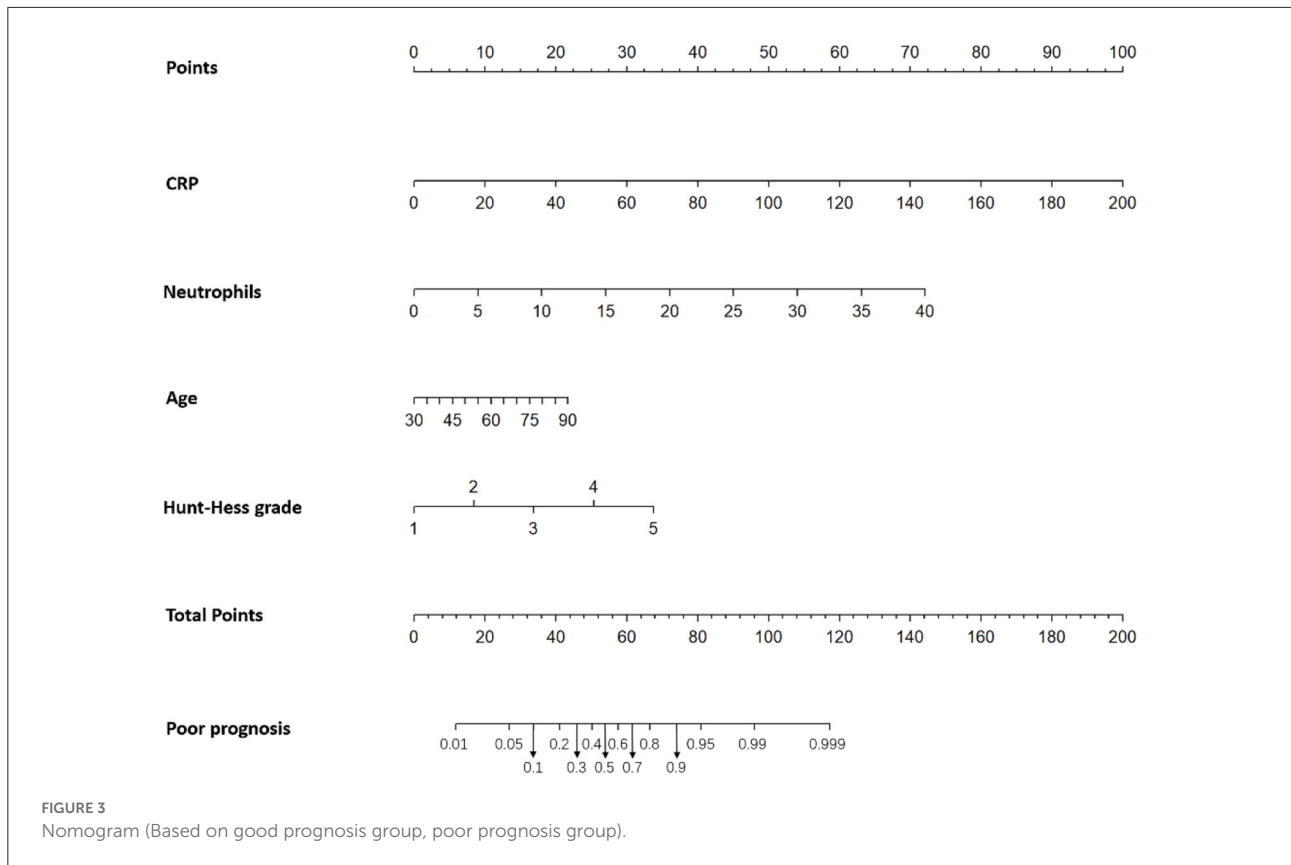 Points
0 10 20 30 40 50 60 70 80 90 100
CRP
0 20 40 60 80 100 120 140 160 180 200
Neutrophils
0 5 10 15 20 25 30 35 40
Age
30 45 60 75 90
2 4
Hunt-Hess grade
1 3 5
Total Points
0 20 40 60 80 100 120 140 160 180 200
Poor prognosis
0.01 0.05 0.2 0.4 0.6 0.8 0.95 0.99 0.999
0.1 0.3 0.5 0.7 0.9
FIGURE 3
Nomogram (Based on good prognosis group, poor prognosis group).